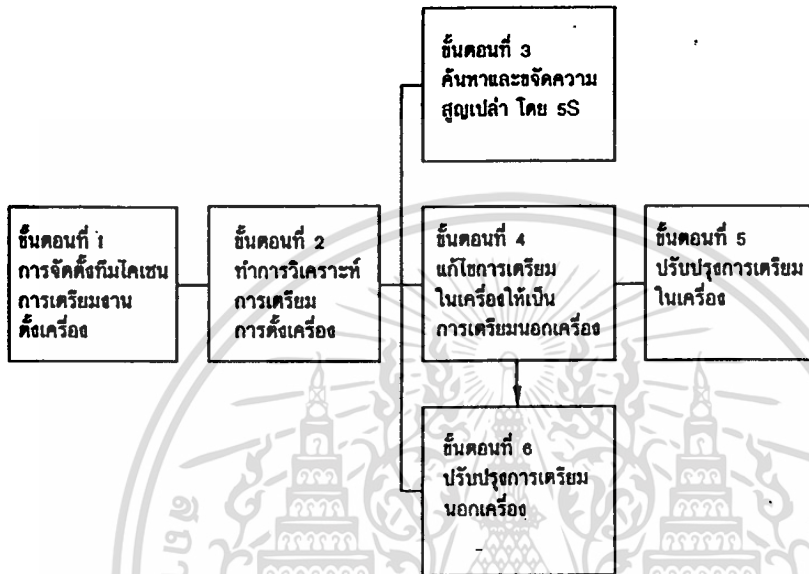 ขั้นตอนที่ 3
ค้นหาและขจัดความ
สูญเปล่า โดย 5S
ขั้นตอนที่ 1
การจัดตั้งทีมไคเซน
การเตรียมงาน
ตั้งเครื่อง
ขั้นตอนที่ 2
ทำการวิเคราะห์
การเตรียม
การตั้งเครื่อง
ขั้นตอนที่ 4
แก้ไขการเตรียม
ในเครื่องให้เป็น
การเตรียมนอกเครื่อง
ขั้นตอนที่ 5
ปรับปรุงการเตรียม
ในเครื่อง
ขั้นตอนที่ 6
ปรับปรุงการเตรียม
นอกเครื่อง